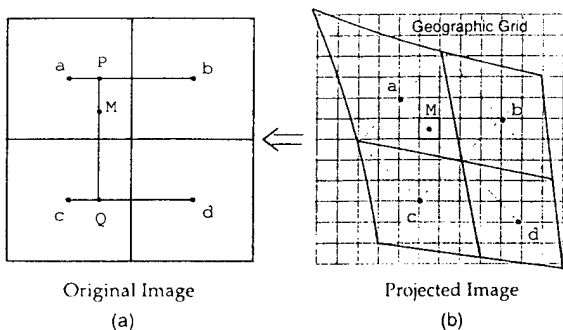 a P b
M
c Q d
Original Image
(a)
Geographic Grid
a
M b
c
d
Projected Image
(b)